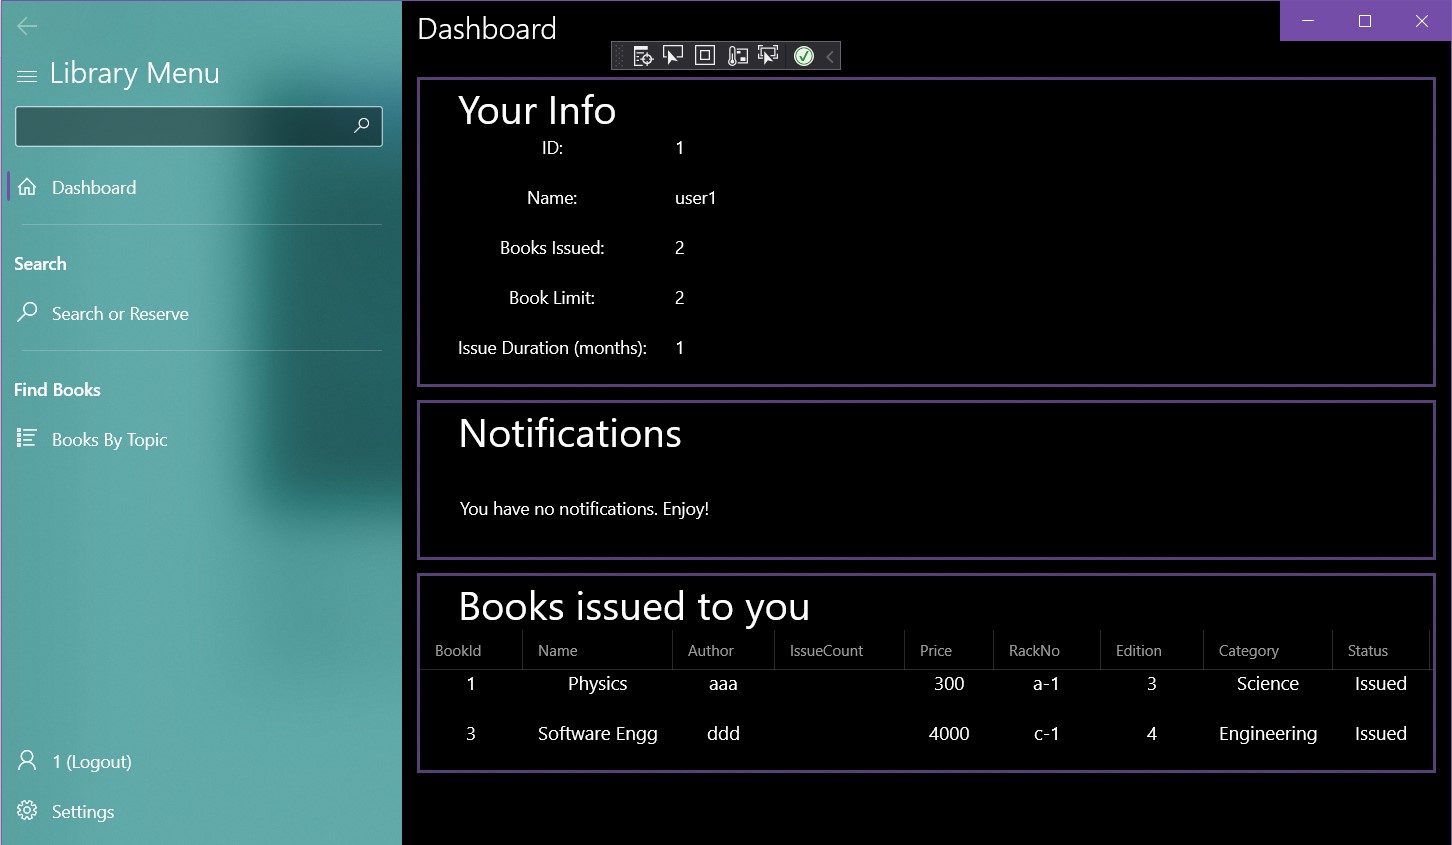 Library Menu
Dashboard
Search
Search or Reserve
Find Books
Books By Topic
1 (Logout)
Settings
Dashboard
Your Info
ID: 1
Name: user1
Books Issued: 2
Book Limit: 2
Issue Duration (months): 1
Notifications
You have no notifications. Enjoy!
Books issued to you
BookId Name Author IssueCount Price RackNo Edition Category Status
1 Physics aaa 300 a-1 3 Science Issued
3 Software Engg ddd 4000 c-1 4 Engineering Issued